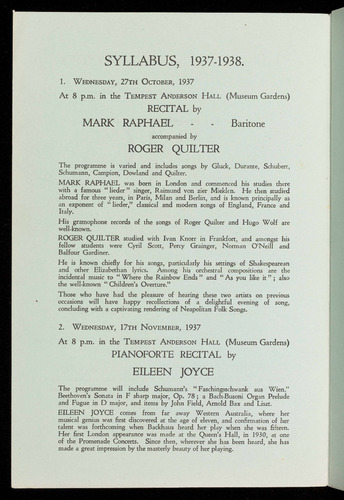 SYLLABUS, 1937-1938.
1. Wednesday, 27th October, 1937
At 8 p.m. in the Tempest Anderson Hall (Museum Gardens)
RECITAL by
MARK RAPHAEL - - Baritone
accompanied by
ROGER QUILTER
The programme is varied and includes songs by Gluck, Durante, Schubert,
Schumann, Campion, Dowland and Quilter.
MARK RAPHAEL was born in London and commenced his studies there
with a famous "lieder" singer, Raimund von zur Mühlen. He then studied
abroad for three years, in Paris, Milan and Berlin, and is known principally as
an exponent of "lieder," classical and modern songs of England, France and
Italy.
His gramophone records of the songs of Roger Quilter and Hugo Wolf are
well-known.
ROGER QUILTER studied with Ivan Knorr in Frankfort, and amongst his
fellow students were Cyril Scott, Percy Grainger, Norman O'Neill and
Balfour Gardiner.
He is known chiefly for his songs, particularly his settings of Shakespearean
and other Elizabethan lyrics. Among his orchestral compositions are the
incidental music to "Where the Rainbow Ends" and "As you like it"; also
the well-known "Children's Overture."
Those who have had the pleasure of hearing these two artists on previous
occasions will have happy recollections of a delightful evening of song,
concluding with a captivating rendering of Neapolitan Folk Songs.
2. Wednesday, 17th November, 1937
At 8 p.m. in the Tempest Anderson Hall (Museum Gardens)
PIANOFORTE RECITAL by
EILEEN JOYCE
The programme will include Schumann's "Faschingsschwank aus Wien,"
Beethoven's Sonata in F sharp major, Op. 78; a Bach-Busoni Organ Prelude
and Fugue in D major, and items by John Field, Arnold Bax and Liszt.
EILEEN JOYCE comes from far away Western Australia, where her
musical genius was first discovered at the age of eleven, and confirmation of her
talent was forthcoming when Backhaus heard her play when she was fifteen.
Her first London appearance was made at the Queen's Hall, in 1930, at one
of the Promenade Concerts. Since then, wherever she has been heard, she has
made a great impression by the masterly beauty of her playing.